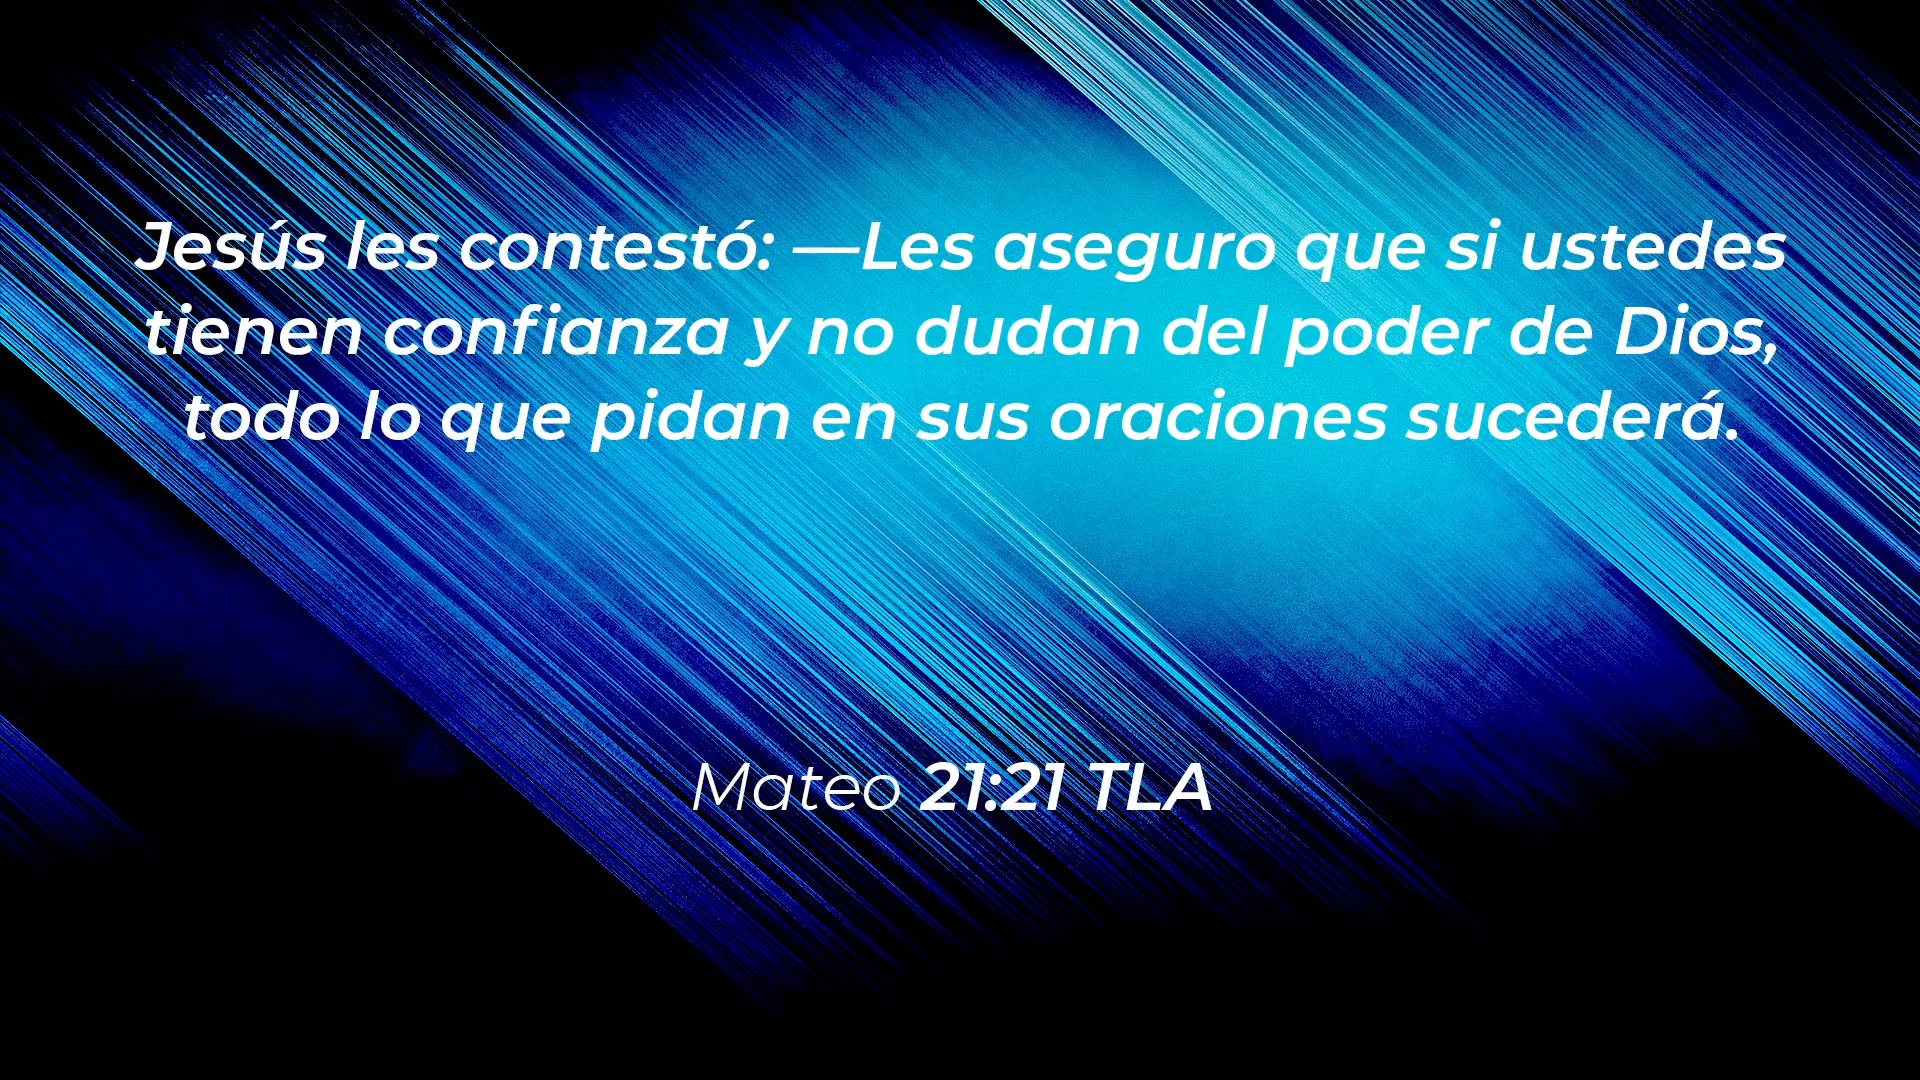 Jesús les contestó: —Les aseguro que si ustedes
tienen confianza y no dudan del poder de Dios,
todo lo que pidan en sus oraciones sucederá.
Mateo 21:21 TLA